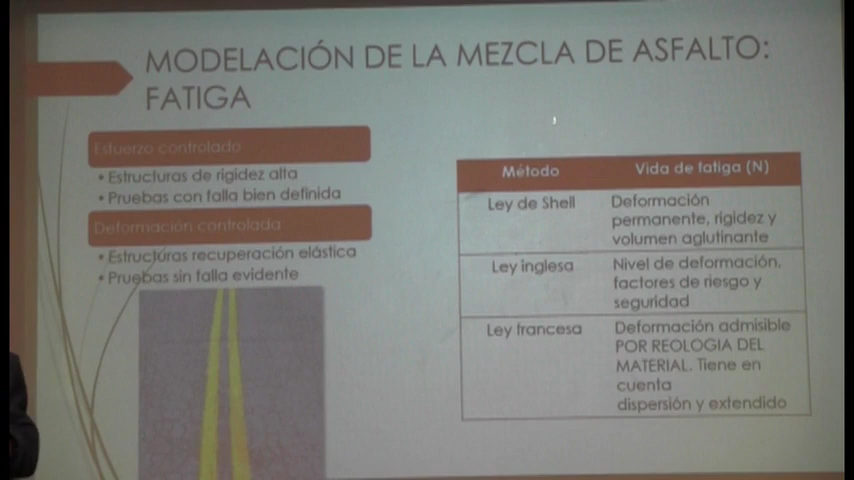 MODELACIÓN DE LA MEZCLA DE ASFALTO:
FATIGA
Esfuerzo controlado
• Estructuras de rigidez alta
• Pruebas con falla bien definida
Deformación controlada
• Estructuras recuperación elástica
• Pruebas sin falla evidente
Método Vida de fatiga (N)
Ley de Shell Deformación
permanente, rigidez y
volumen aglutinante
Ley inglesa Nivel de deformación,
factores de riesgo y
seguridad
Ley francesa Deformación admisible
POR REOLOGIA DEL
MATERIAL. Tiene en
cuenta
dispersión y extendido